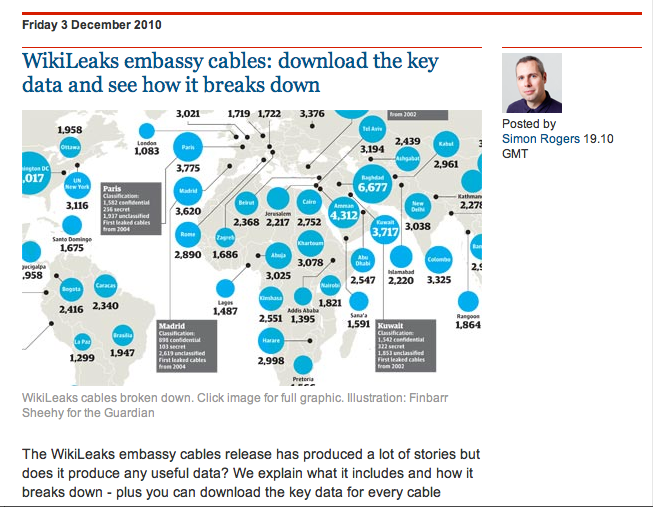 Friday 3 December 2010
WikiLeaks embassy cables: download the key
data and see how it breaks down
Posted by
Simon Rogers 19.10
GMT
3,021
1,719 1,722
3,376
from 2002
1,958
Ottawa
London
1,083
Paris
3,775
Tel Aviv
3,194
2,439
Ashgabat
Kabul
2,961
ington DC
,017
UN
New York
3,116
Paris
Classification:
1,582 confidential
256 secret
1,937 unclassified
First leaked cables
from 2004
Madrid
3,620
Beirut
2,368
Jerusalem
2,217
Cairo
2,752
Baghdad
6,677
Amman
4,312
Kuwait
3,717
New
Delhi
3,038
Kathman
2,278
Santo Domingo
1,675
Rome
2,890
Zagreb
1,686
Khartoum
3,078
Abu
Dhabi
2,547
Islamabad
2,220
Colombo
3,325
Ban
2,9
ucigalpa
,958
Bogota
2,416
Caracas
2,340
Abuja
3,025
Lagos
1,487
Kinshasa
2,551
Addis Ababa
1,395
Nairobi
1,821
Sana'a
1,591
Rangoon
1,864
La Paz
1,299
Brasilia
1,947
Madrid
Classification:
898 confidential
103 secret
2,619 unclassified
First leaked cables
from 2004
Harare
2,998
Kuwait
Classification:
1,542 confidential
322 secret
1,853 unclassified
First leaked cables
from 2002
Pretoria
WikiLeaks cables broken down. Click image for full graphic. Illustration: Finbarr
Sheehy for the Guardian
The WikiLeaks embassy cables release has produced a lot of stories but
does it produce any useful data? We explain what it includes and how it
breaks down - plus you can download the key data for every cable